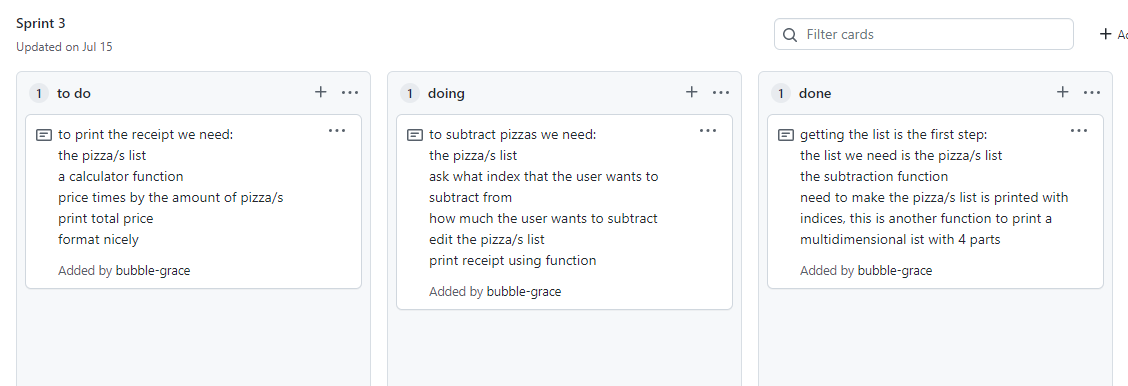 Sprint 3
Updated on Jul 15
Filter cards
1 to do
to print the receipt we need:
the pizza/s list
a calculator function
price times by the amount of pizza/s
print total price
format nicely
Added by bubble-grace
1 doing
to subtract pizzas we need:
the pizza/s list
ask what index that the user wants to
subtract from
how much the user wants to subtract
edit the pizza/s list
print receipt using function
Added by bubble-grace
1 done
getting the list is the first step:
the list we need is the pizza/s list
the subtraction function
need to make the pizza/s list is printed with
indices, this is another function to print a
multidimensional ist with 4 parts
Added by bubble-grace